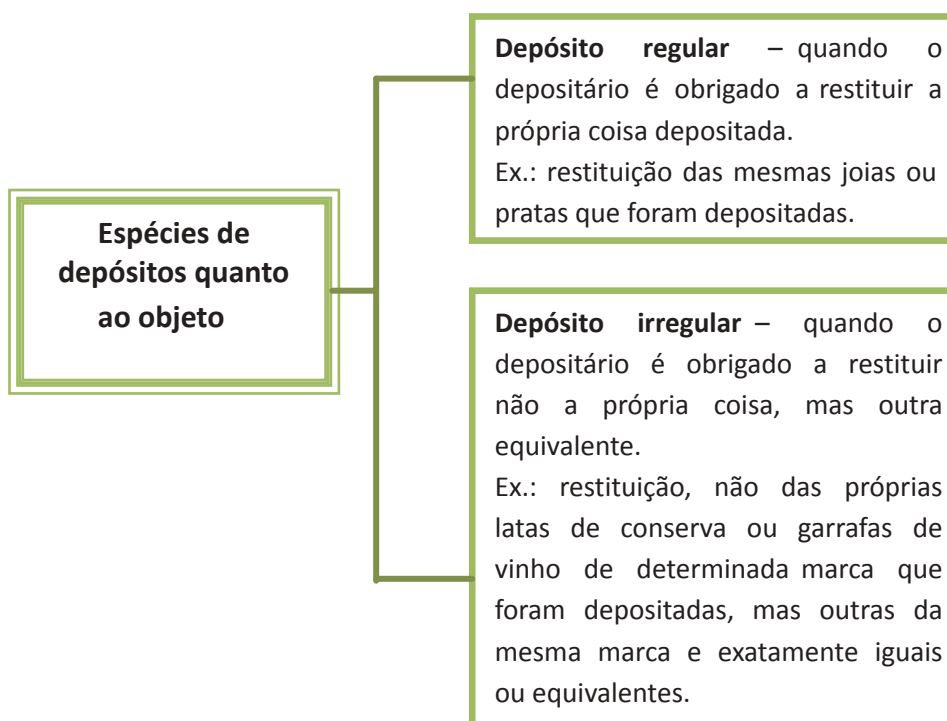 Espécies de
depósitos quanto
ao objeto
Depósito regular – quando o
depositário é obrigado a restituir a
própria coisa depositada.
Ex.: restituição das mesmas joias ou
pratas que foram depositadas.
Depósito irregular – quando o
depositário é obrigado a restituir
não a própria coisa, mas outra
equivalente.
Ex.: restituição, não das próprias
latas de conserva ou garrafas de
vinho de determinada marca que
foram depositadas, mas outras da
mesma marca e exatamente iguais
ou equivalentes.